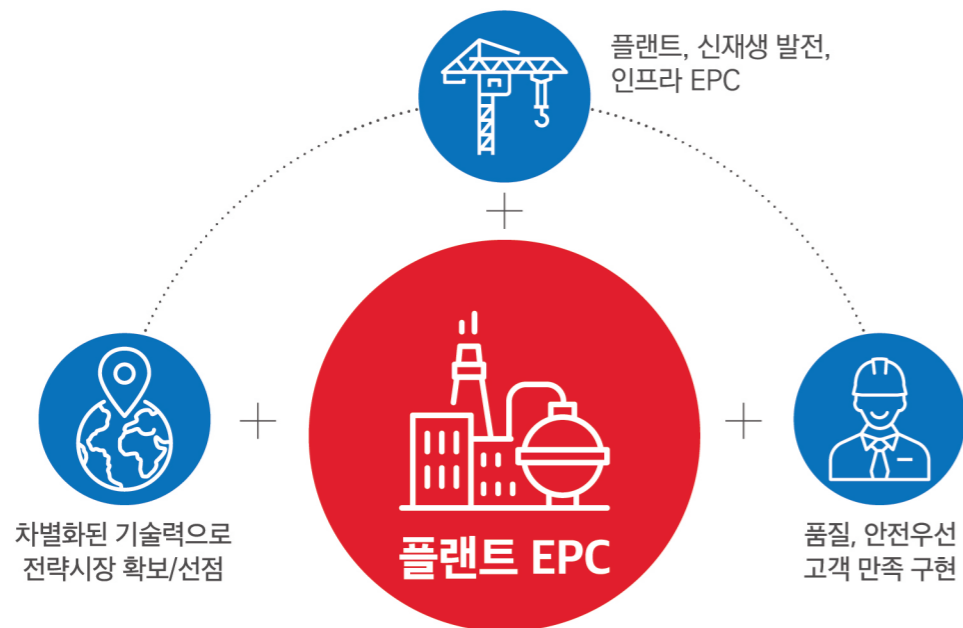 플랜트, 신재생 발전,
인프라 EPC
차별화된 기술력으로
전략시장 확보/선점
플랜트 EPC
품질, 안전우선
고객 만족 구현